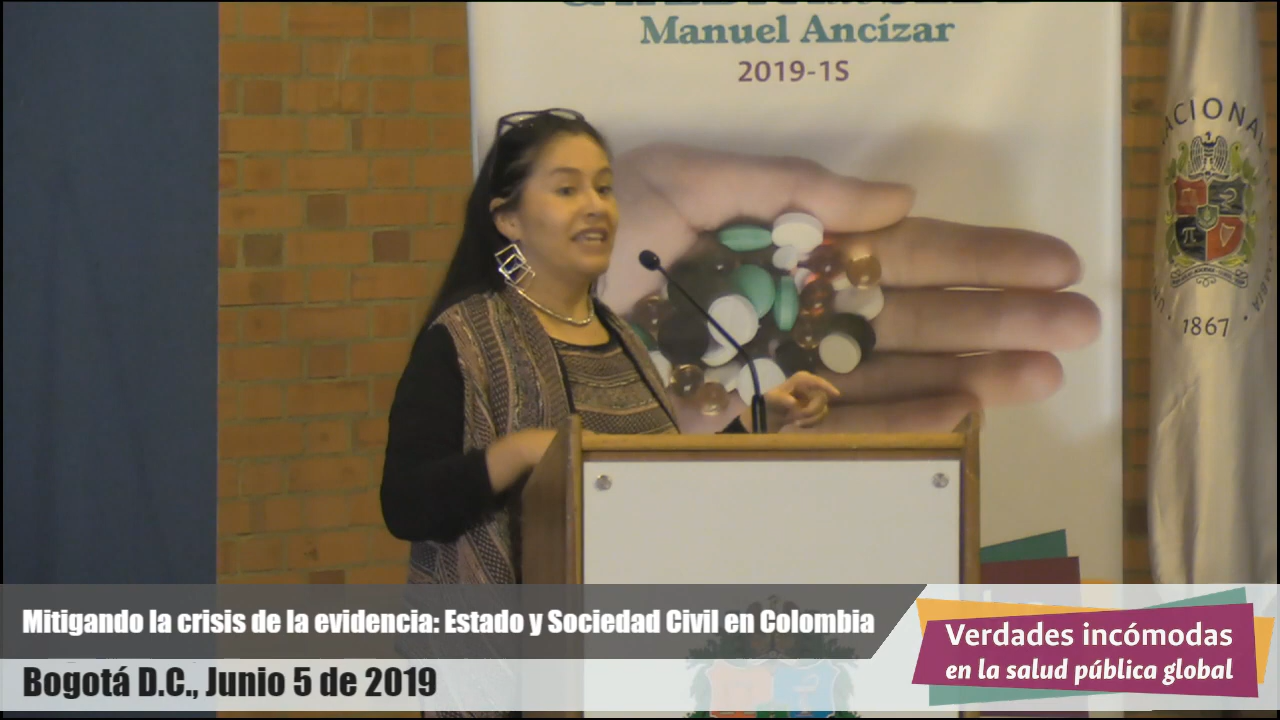 Manuel Ancízar
2019-1S
NACIONAL
1867
Mitigando la crisis de la evidencia: Estado y Sociedad Civil en Colombia
Bogotá D.C., Junio 5 de 2019
Verdades incómodas
en la salud pública global